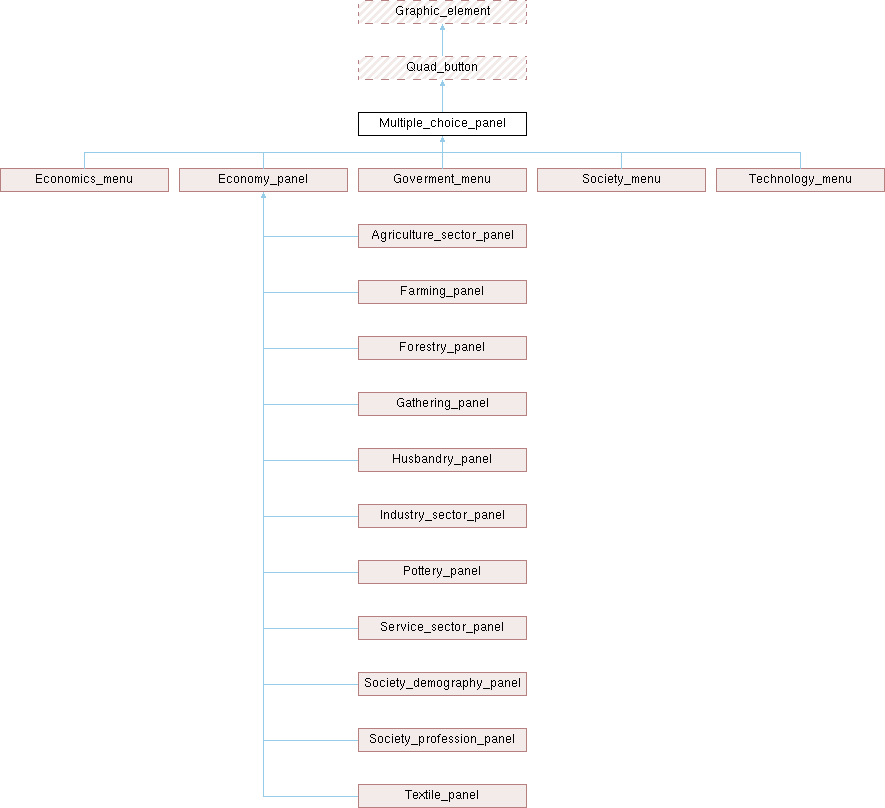 Graphic_element
Quad_button
Multiple_choice_panel
Economics_menu Economy_panel Goverment_menu Society_menu Technology_menu
Agriculture_sector_panel
Farming_panel
Forestry_panel
Gathering_panel
Husbandry_panel
Industry_sector_panel
Pottery_panel
Service_sector_panel
Society_demography_panel
Society_profession_panel
Textile_panel